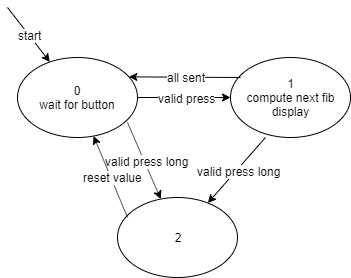 start
0
wait for button
all sent
valid press
1
compute next fib
display
valid press long
reset value
valid press long
2